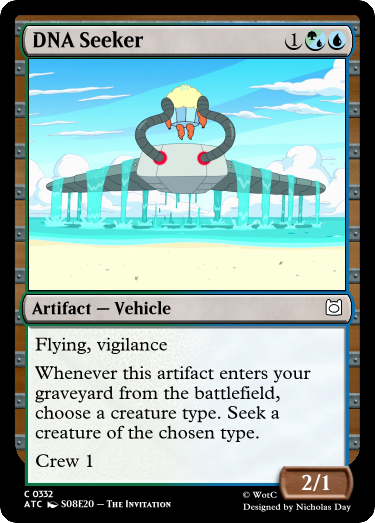 DNA Seeker 1
Artifact — Vehicle
Flying, vigilance
Whenever this artifact enters your
graveyard from the battlefield,
choose a creature type. Seek a
creature of the chosen type.
Crew 1
2/1
C 0332
ATC S08E20 — The Invitation
© WotC
Designed by Nicholas Day